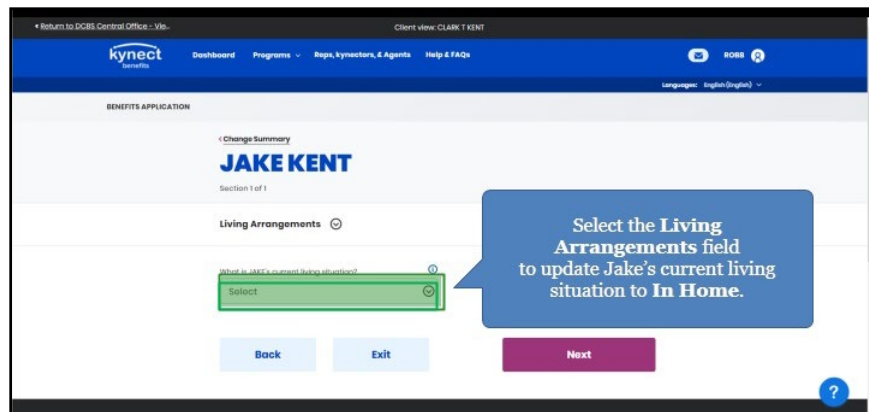 Return to DCBS Central Office - Vie..
Client view: CLARK T KENT
kynect
benefits
Dashboard Programs Reps, kynectors, & Agents Help & FAQs
ROBB
Languages: English (English)
BENEFITS APPLICATION
Change Summary
JAKE KENT
Section 1 of 1
Living Arrangements
What is JAKE's current living situation?
Select
Select the Living
Arrangements field
to update Jake's current living
situation to In Home.
Back Exit Next
?